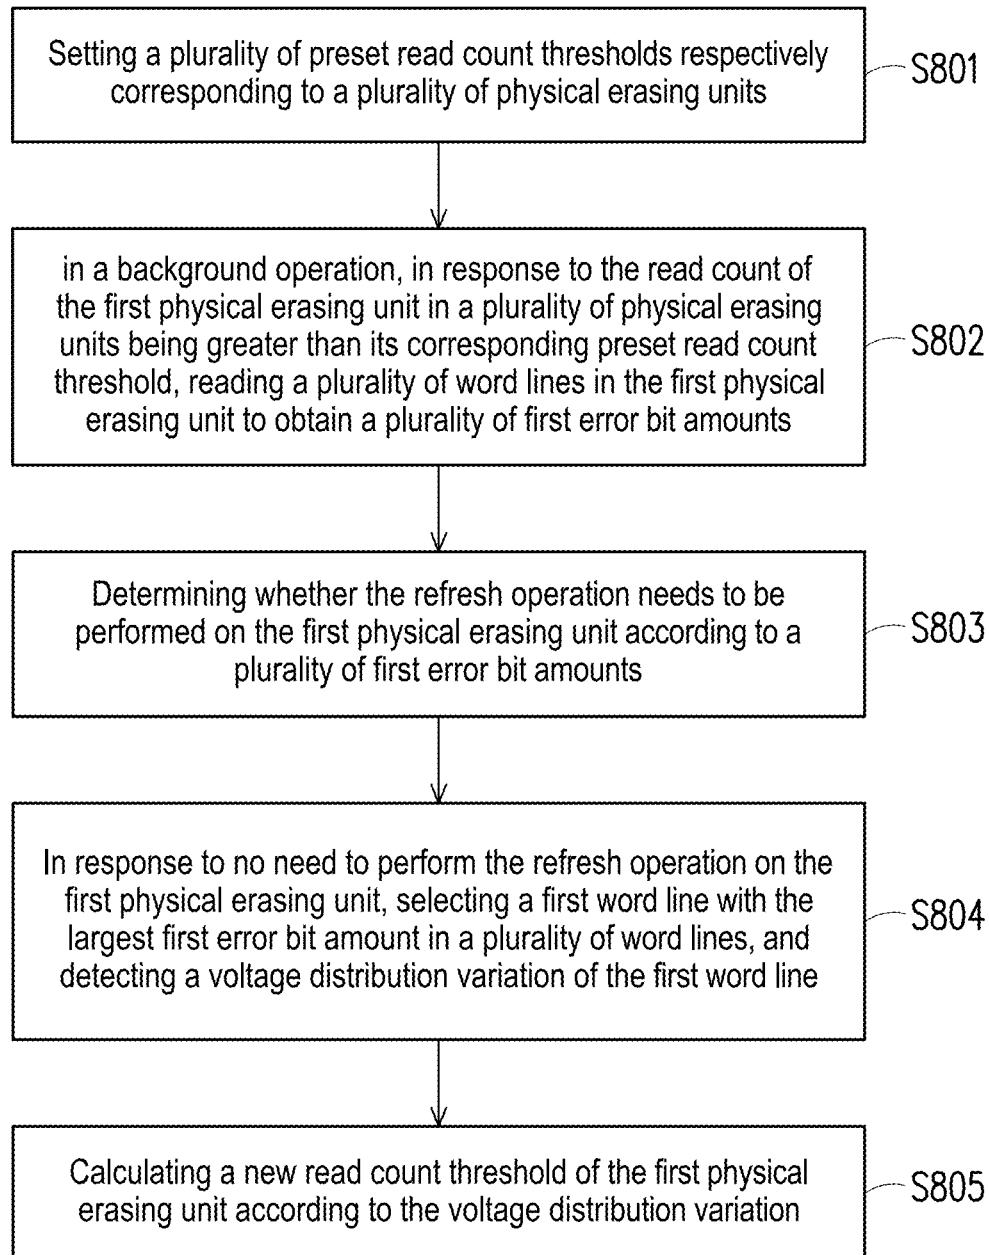 Setting a plurality of preset read count thresholds respectively
corresponding to a plurality of physical erasing units
S801
in a background operation, in response to the read count of
the first physical erasing unit in a plurality of physical erasing
units being greater than its corresponding preset read count
threshold, reading a plurality of word lines in the first physical
erasing unit to obtain a plurality of first error bit amounts
S802
Determining whether the refresh operation needs to be
performed on the first physical erasing unit according to a
plurality of first error bit amounts
S803
In response to no need to perform the refresh operation on the
first physical erasing unit, selecting a first word line with the
largest first error bit amount in a plurality of word lines, and
detecting a voltage distribution variation of the first word line
S804
Calculating a new read count threshold of the first physical
erasing unit according to the voltage distribution variation
S805